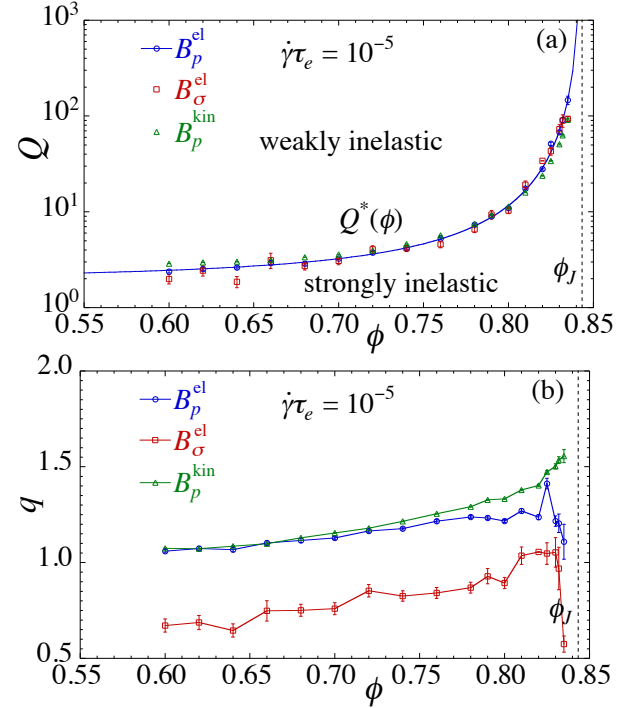 10³
(a)
B_p^el
γ̇τ_e = 10⁻⁵
B_σ^el
10²
B_p^kin
weakly inelastic
Q
10¹
Q*(ϕ)
strongly inelastic
ϕ_J
10⁰
0.55 0.60 0.65 0.70 0.75 0.80 0.85
ϕ
2.0
(b)
B_p^el
γ̇τ_e = 10⁻⁵
B_σ^el
1.5
B_p^kin
q
1.0
ϕ_J
0.5
0.55 0.60 0.65 0.70 0.75 0.80 0.85
ϕ